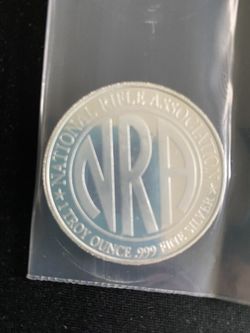 NATIONAL RIFLE ASSOCIATION
NRA
1 TROY OUNCE .999 FINE SILVER